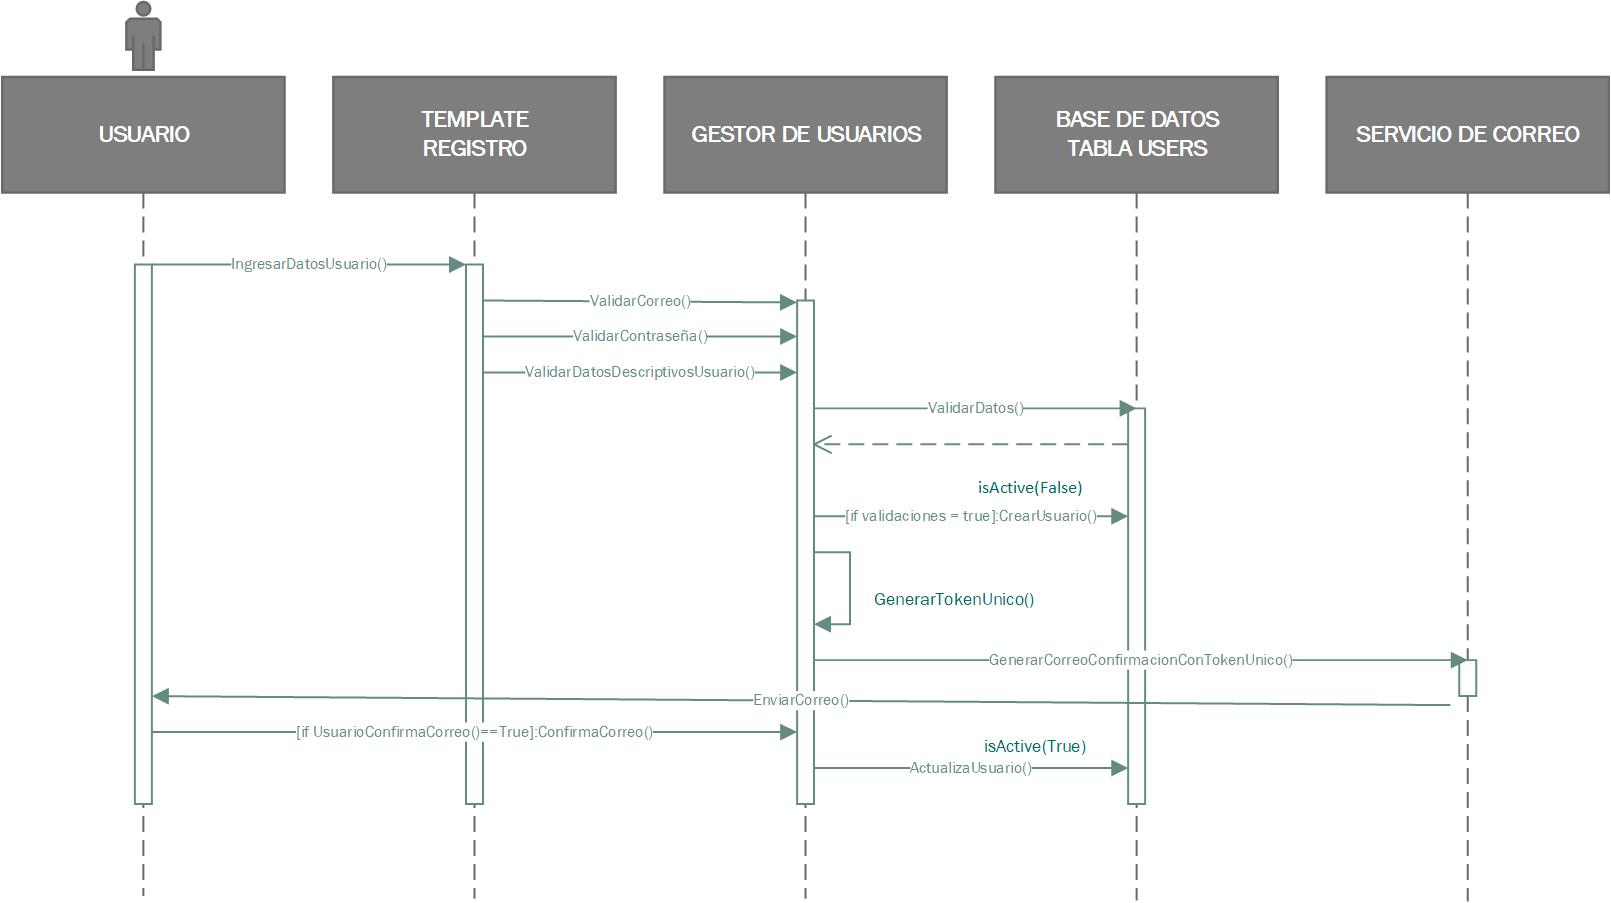 USUARIO
TEMPLATE
REGISTRO
GESTOR DE USUARIOS
BASE DE DATOS
TABLA USERS
SERVICIO DE CORREO
IngresarDatosUsuario()
ValidarCorreo()
ValidarContraseña()
ValidarDatosDescriptivosUsuario()
ValidarDatos()
isActive(False)
[if validaciones = true]:CrearUsuario()
GenerarTokenUnico()
GenerarCorreoConfirmacionConTokenUnico()
EnviarCorreo()
[if UsuarioConfirmaCorreo()==True]:ConfirmaCorreo()
isActive(True)
ActualizaUsuario()